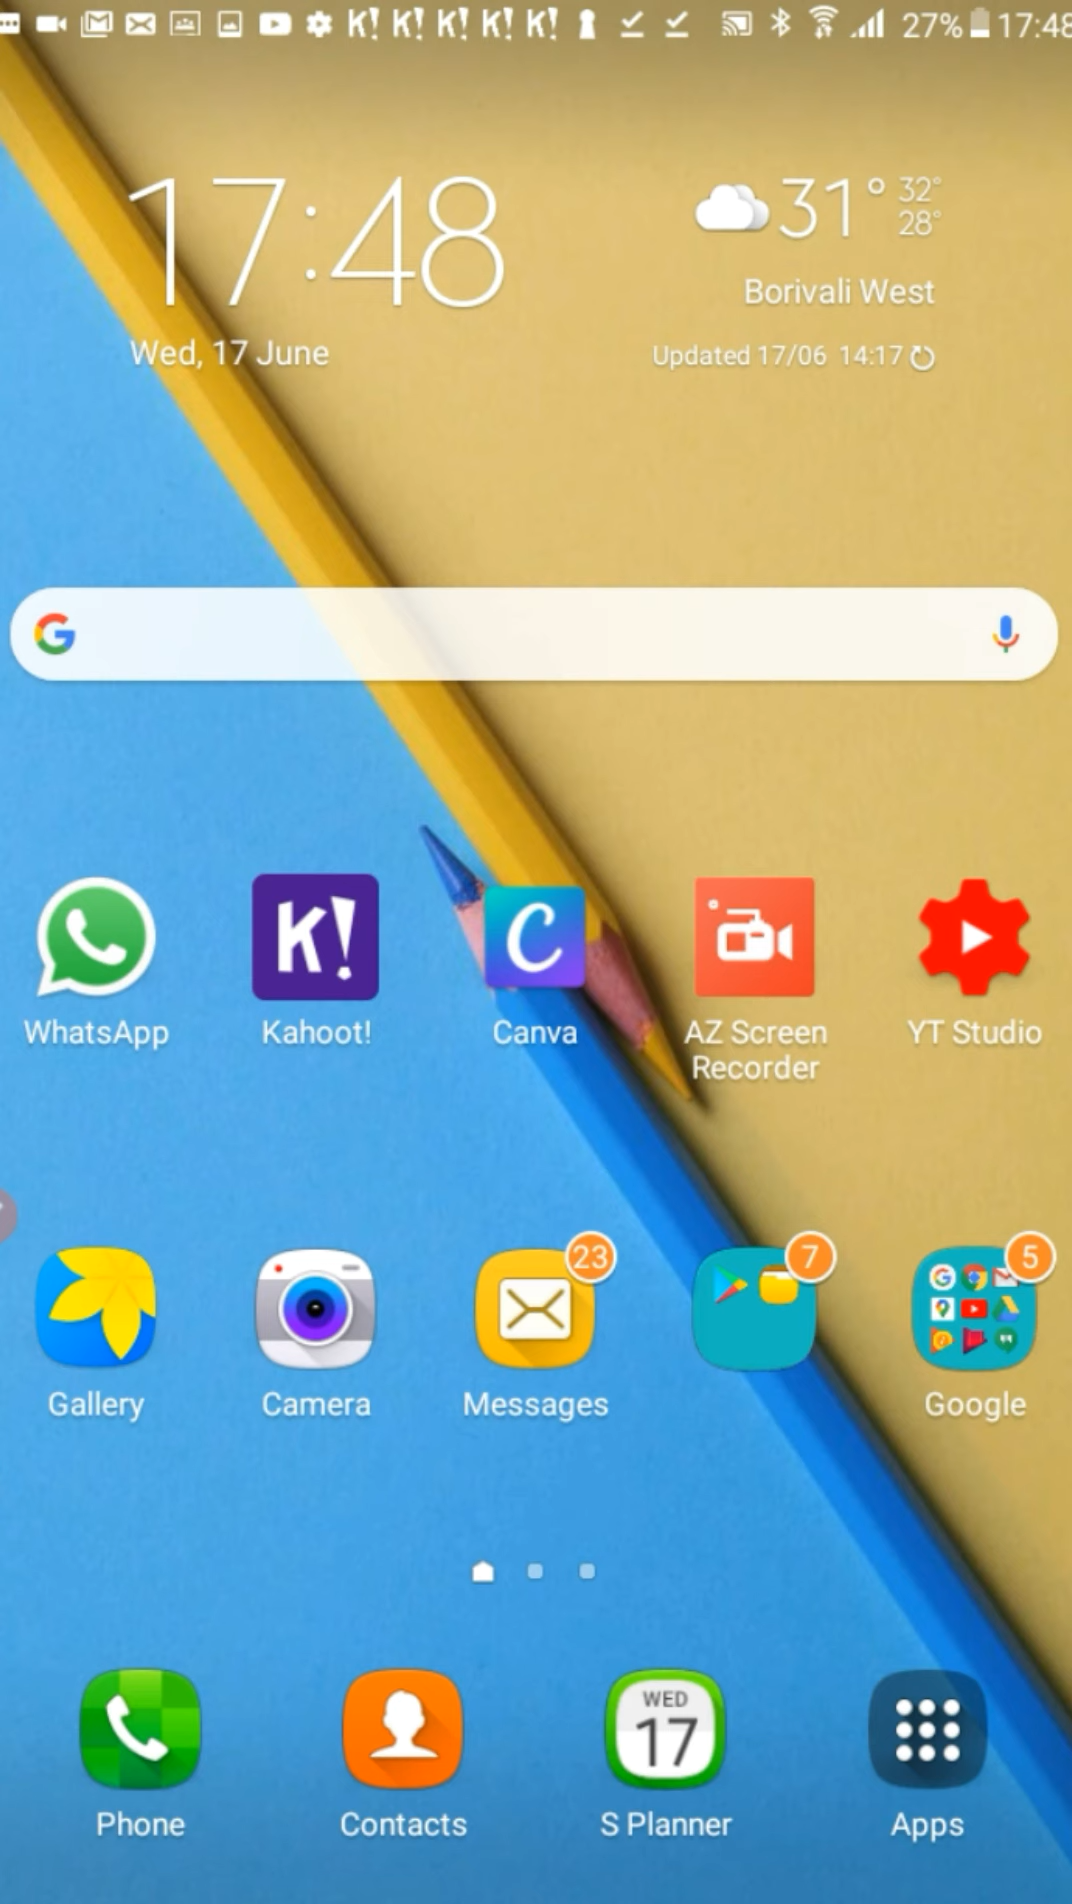 K! K! K! K! K! 27% 17:48
17:48
31° 32°
28°
Borivali West
Wed, 17 June
Updated 17/06 14:17
G
K!
C
WhatsApp
Kahoot!
Canva
AZ Screen
Recorder
YT Studio
23
7
5
Gallery
Camera
Messages
Google
WED
17
Phone
Contacts
S Planner
Apps